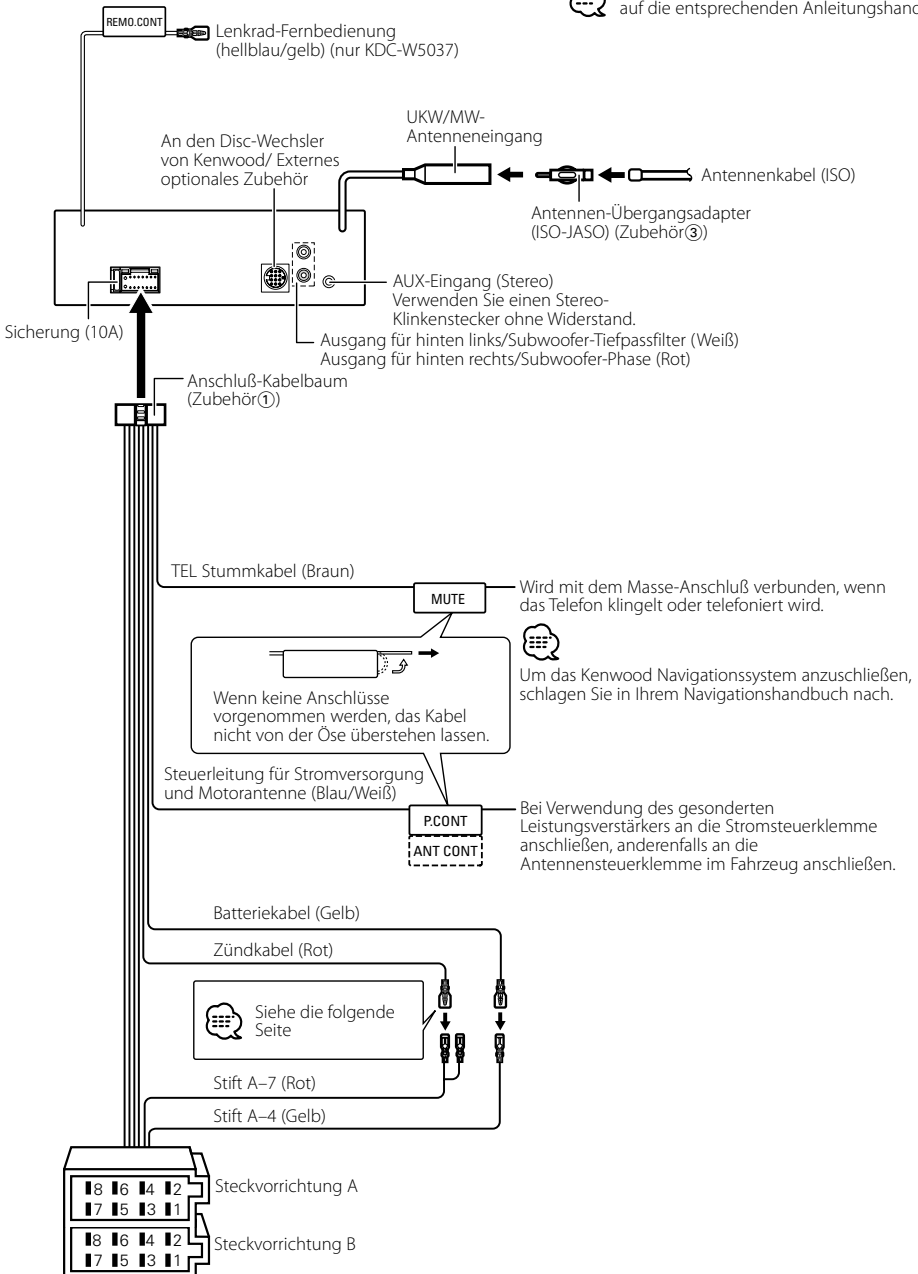 auf die entsprechenden Anleitungshand
REMO.CONT
Lenkrad-Fernbedienung
(hellblau/gelb) (nur KDC-W5037)
UKW/MW-
Antenneneingang
An den Disc-Wechsler
von Kenwood/ Externes
optionales Zubehör
Antennenkabel (ISO)
Antennen-Übergangsadapter
(ISO-JASO) (Zubehör③)
AUX-Eingang (Stereo)
Verwenden Sie einen Stereo-
Klinkenstecker ohne Widerstand.
Sicherung (10A)
Ausgang für hinten links/Subwoofer-Tiefpassfilter (Weiß)
Ausgang für hinten rechts/Subwoofer-Phase (Rot)
Anschluß-Kabelbaum
(Zubehör①)
TEL Stummkabel (Braun)
MUTE
Wird mit dem Masse-Anschluß verbunden, wenn
das Telefon klingelt oder telefoniert wird.
Um das Kenwood Navigationssystem anzuschließen,
schlagen Sie in Ihrem Navigationshandbuch nach.
Wenn keine Anschlüsse
vorgenommen werden, das Kabel
nicht von der Öse überstehen lassen.
Steuerleitung für Stromversorgung
und Motorantenne (Blau/Weiß)
P.CONT
ANT CONT
Bei Verwendung des gesonderten
Leistungsverstärkers an die Stromsteuerklemme
anschließen, anderenfalls an die
Antennensteuerklemme im Fahrzeug anschließen.
Batteriekabel (Gelb)
Zündkabel (Rot)
Siehe die folgende
Seite
Stift A–7 (Rot)
Stift A–4 (Gelb)
8 6 4 2
7 5 3 1
Steckvorrichtung A
8 6 4 2
7 5 3 1
Steckvorrichtung B